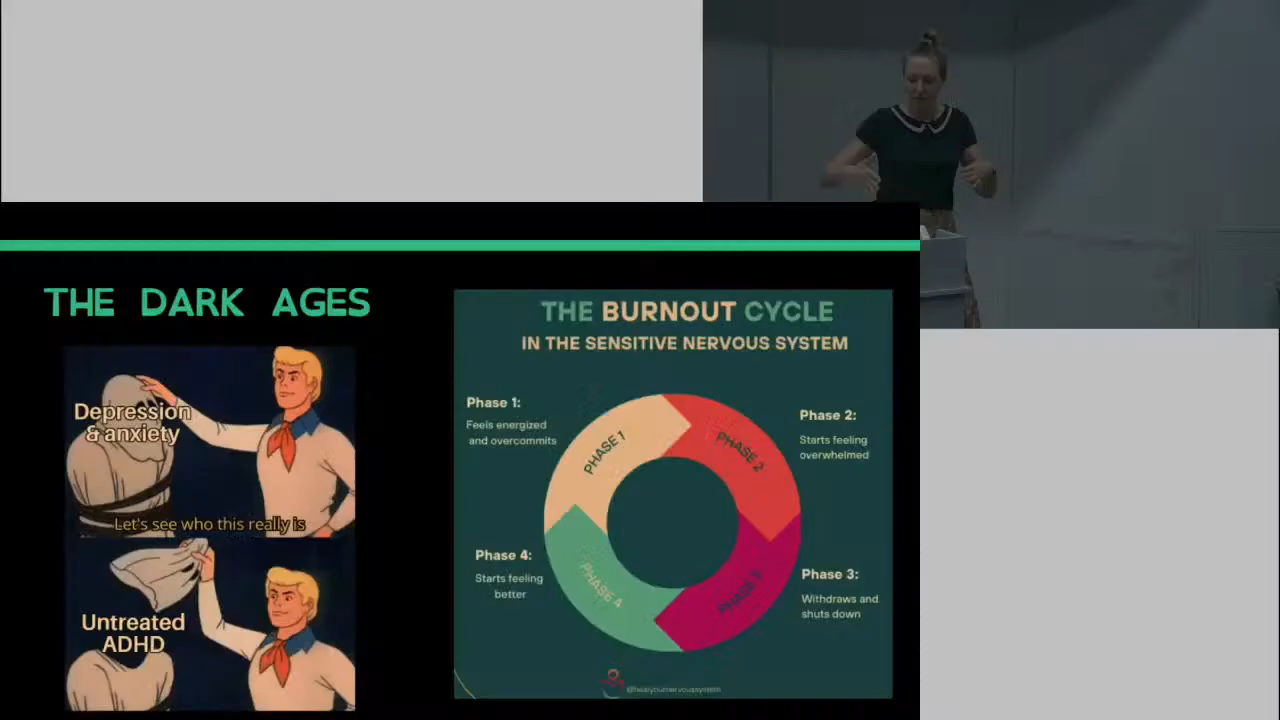 THE DARK AGES
Depression
& anxiety
Let's see who this really is
Untreated
ADHD
THE BURNOUT CYCLE
IN THE SENSITIVE NERVOUS SYSTEM
Phase 1:
Feels energized
and overcommits
Phase 2:
Starts feeling
overwhelmed
PHASE 1
PHASE 2
PHASE 3
PHASE 4
Phase 4:
Starts feeling
better
Phase 3:
Withdraws and
shuts down
@healyournervoussystem